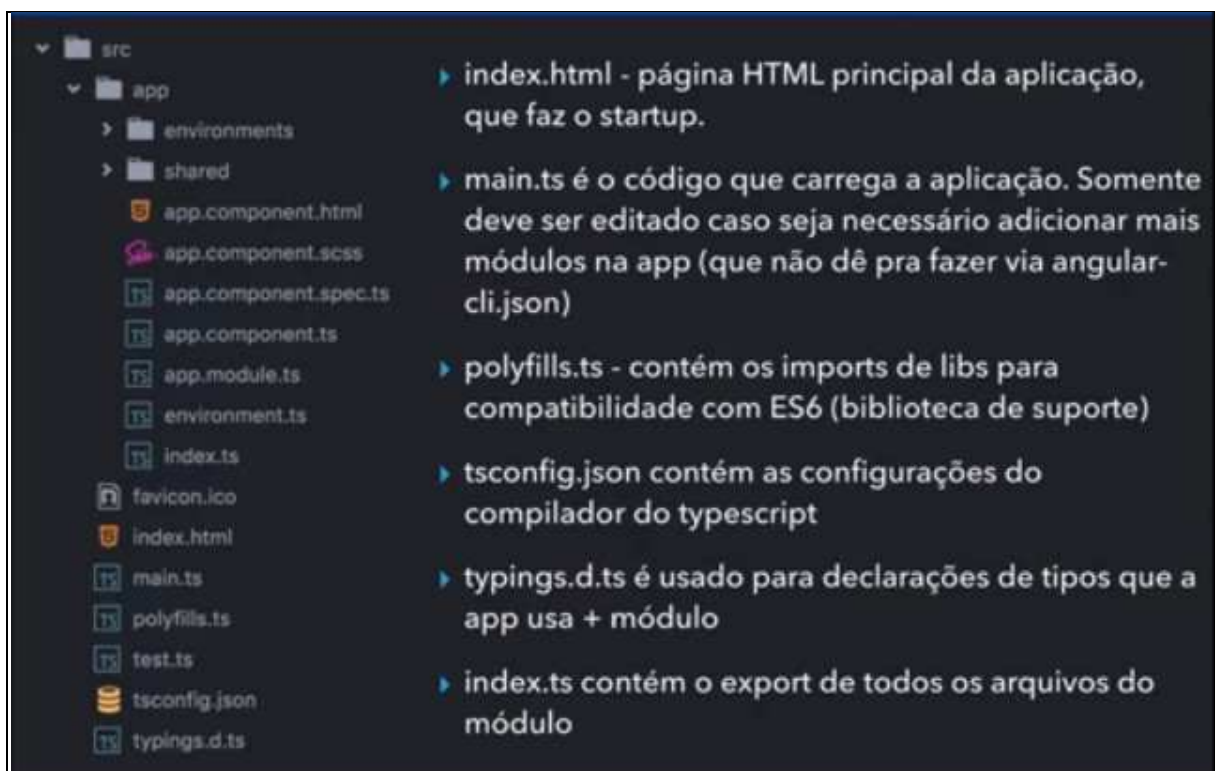 src
app
environments
shared
app.component.html
app.component.scss
app.component.spec.ts
app.component.ts
app.module.ts
environment.ts
index.ts
favicon.ico
index.html
main.ts
polyfills.ts
test.ts
tsconfig.json
typings.d.ts
index.html - página HTML principal da aplicação,
que faz o startup.
main.ts é o código que carrega a aplicação. Somente
deve ser editado caso seja necessário adicionar mais
módulos na app (que não dê pra fazer via angular-
cli.json)
polyfills.ts - contém os imports de libs para
compatibilidade com ES6 (biblioteca de suporte)
tsconfig.json contém as configurações do
compilador do typescript
typings.d.ts é usado para declarações de tipos que a
app usa + módulo
index.ts contém o export de todos os arquivos do
módulo